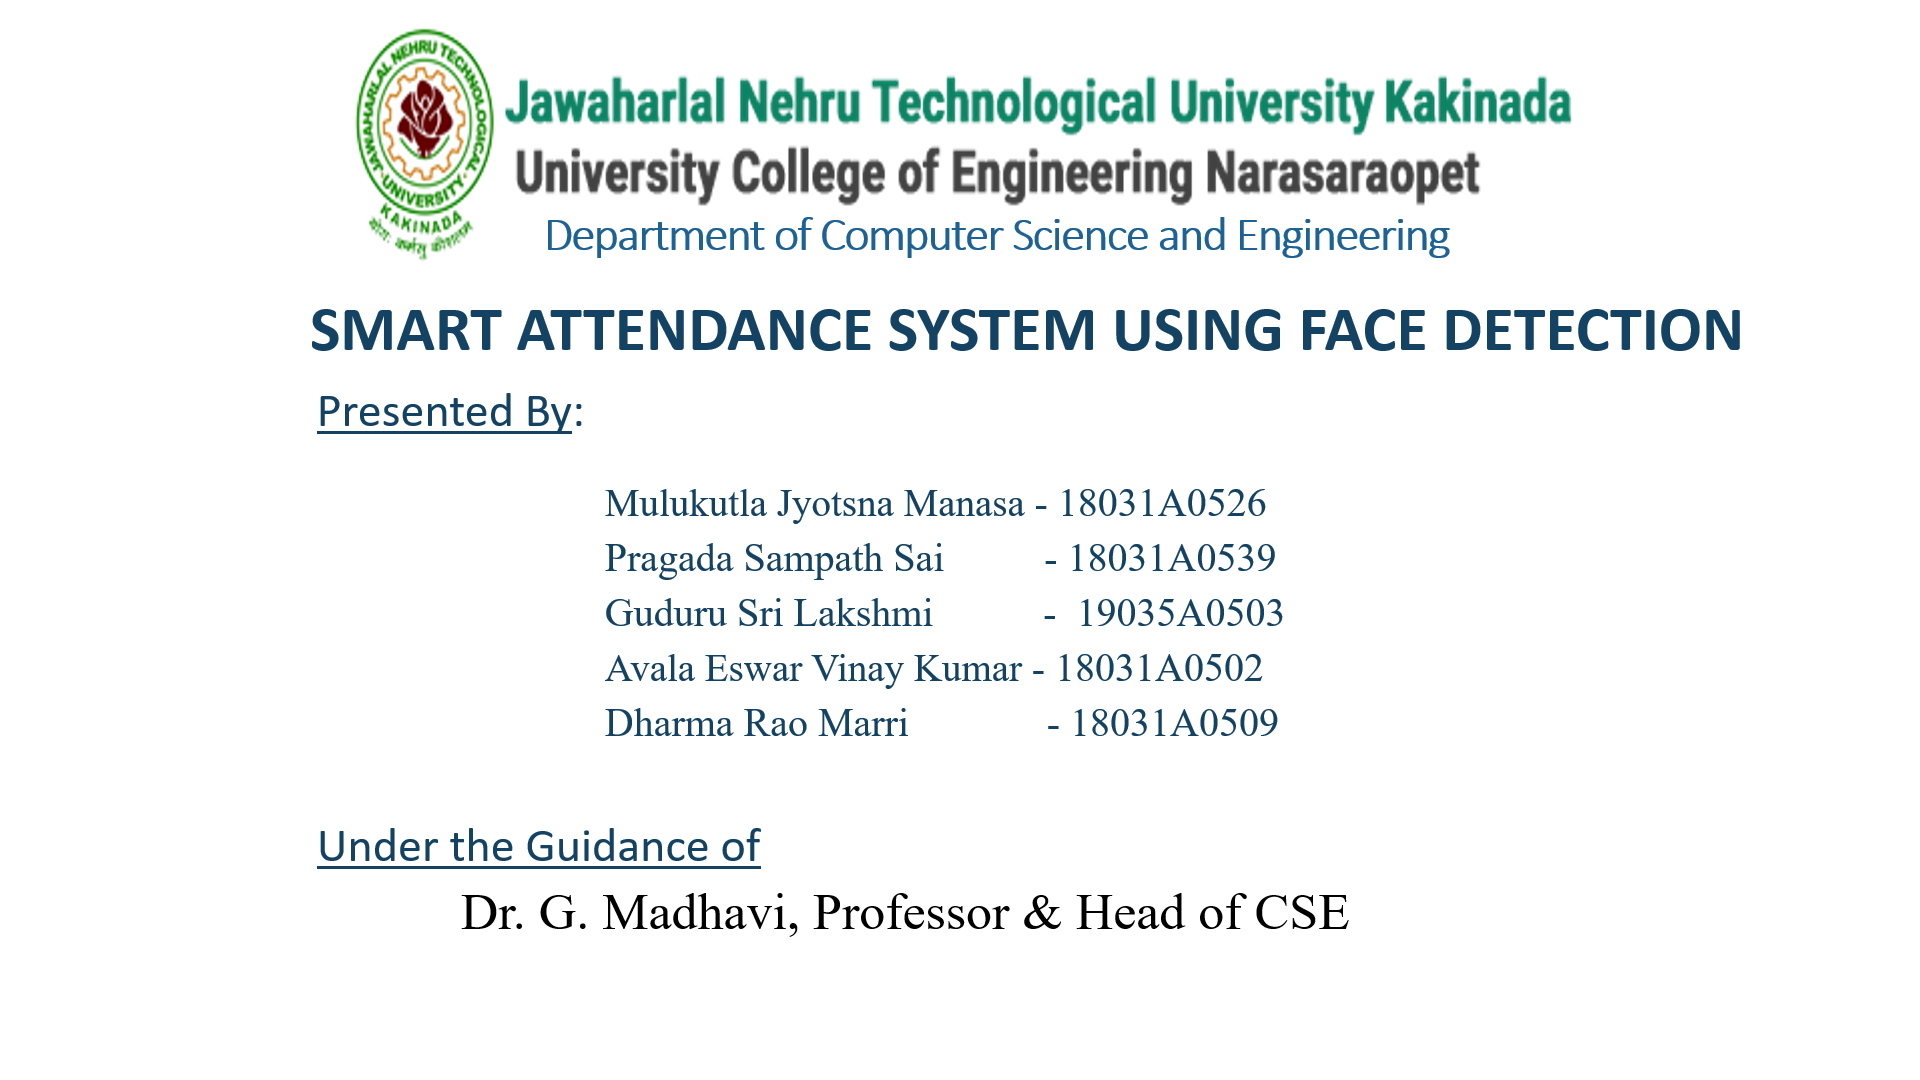 JAWAHARLAL NEHRU TECHNOLOGICAL
·UNIVERSITY·
KAKINADA
योगः कर्मसु कौशलम्
Jawaharlal Nehru Technological University Kakinada
University College of Engineering Narasaraopet
Department of Computer Science and Engineering
SMART ATTENDANCE SYSTEM USING FACE DETECTION
Presented By:
Mulukutla Jyotsna Manasa - 18031A0526
Pragada Sampath Sai - 18031A0539
Guduru Sri Lakshmi - 19035A0503
Avala Eswar Vinay Kumar - 18031A0502
Dharma Rao Marri - 18031A0509
Under the Guidance of
Dr. G. Madhavi, Professor & Head of CSE